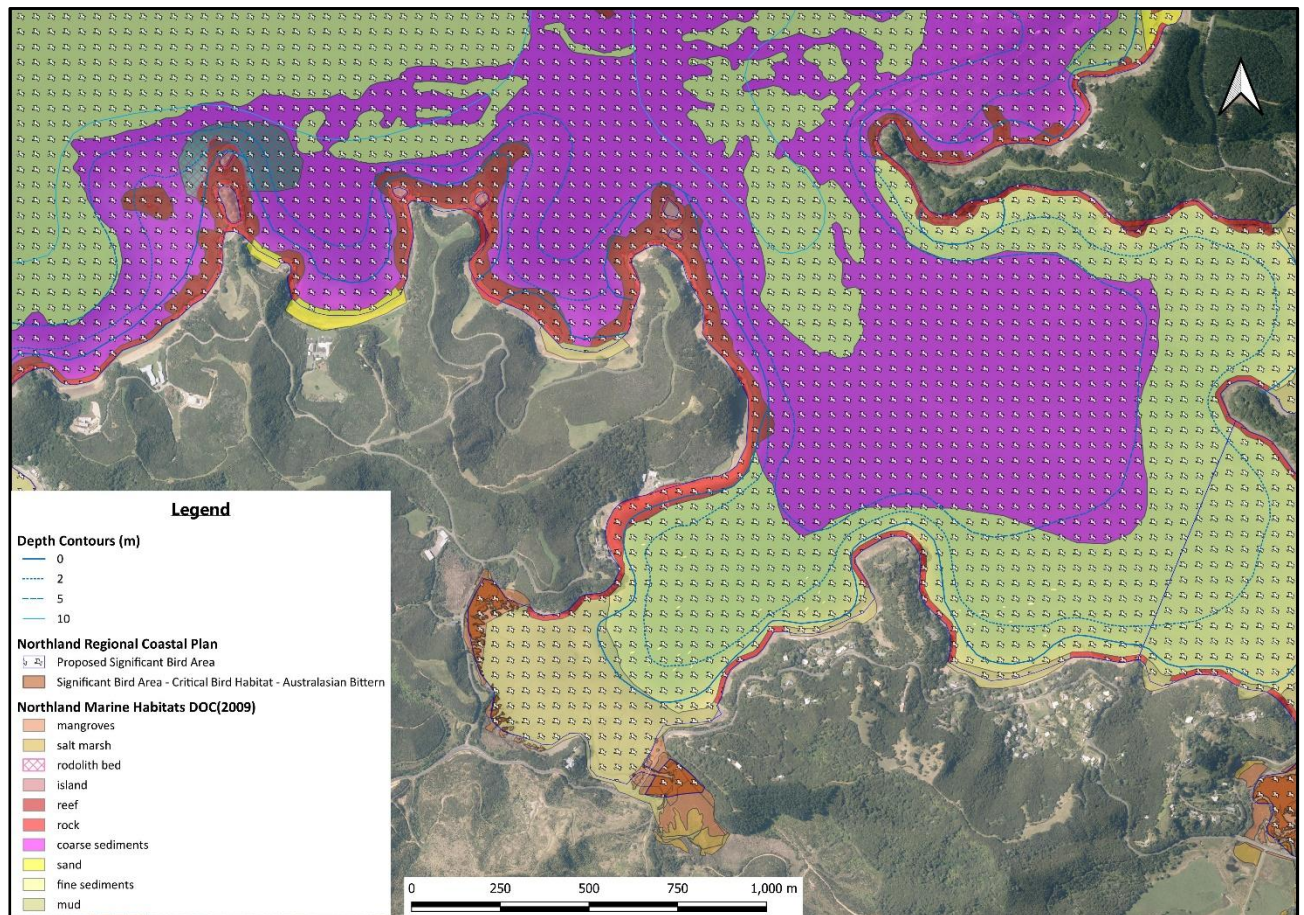 Legend
Depth Contours (m)
0
2
5
10
Northland Regional Coastal Plan
Proposed Significant Bird Area
Significant Bird Area - Critical Bird Habitat - Australasian Bittern
Northland Marine Habitats DOC(2009)
mangroves
salt marsh
rodolith bed
island
reef
rock
coarse sediments
sand
fine sediments
mud
0 250 500 750 1,000 m